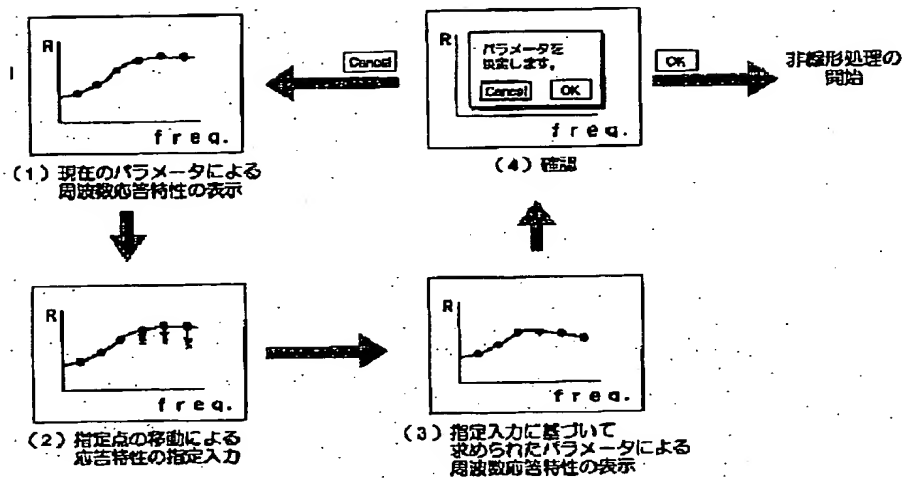 R
freq.
(1) 現在のパラメータによる
周波数応答特性の表示
Cancel
R
パラメータを
設定します。
Cancel
OK
freq.
(4) 確認
OK
非線形処理の
開始
R
freq.
(2) 指定点の移動による
応答特性の指定入力
R
freq.
(3) 指定入力に基づいて
求められたパラメータによる
周波数応答特性の表示